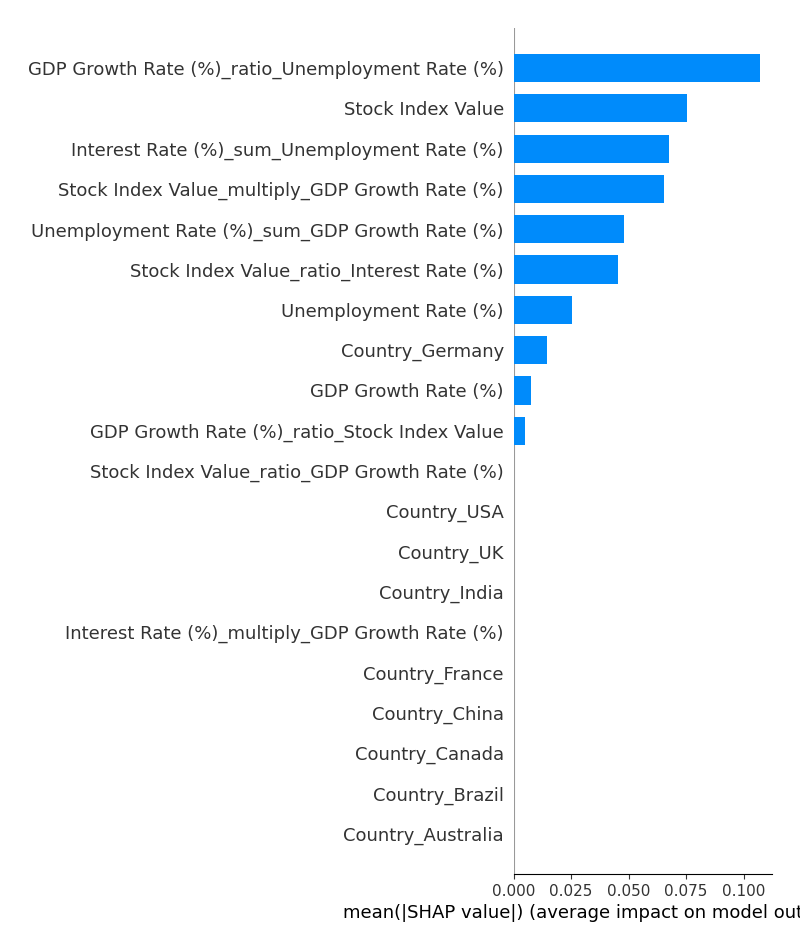 GDP Growth Rate (%)_ratio_Unemployment Rate (%)
Stock Index Value
Interest Rate (%)_sum_Unemployment Rate (%)
Stock Index Value_multiply_GDP Growth Rate (%)
Unemployment Rate (%)_sum_GDP Growth Rate (%)
Stock Index Value_ratio_Interest Rate (%)
Unemployment Rate (%)
Country_Germany
GDP Growth Rate (%)
GDP Growth Rate (%)_ratio_Stock Index Value
Stock Index Value_ratio_GDP Growth Rate (%)
Country_USA
Country_UK
Country_India
Interest Rate (%)_multiply_GDP Growth Rate (%)
Country_France
Country_China
Country_Canada
Country_Brazil
Country_Australia
0.000 0.025 0.050 0.075 0.100
mean(|SHAP value|) (average impact on model out